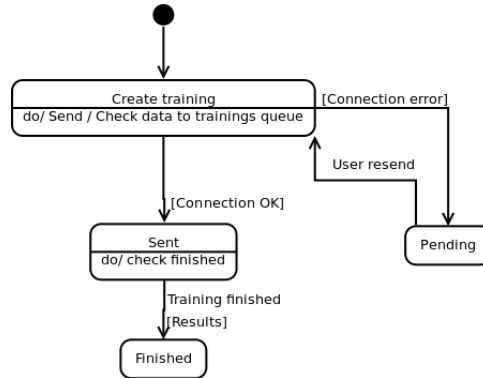 Create training
[Connection error]
do/ Send / Check data to trainings queue
User resend
[Connection OK]
Sent
Pending
do/ check finished
Training finished
[Results]
Finished